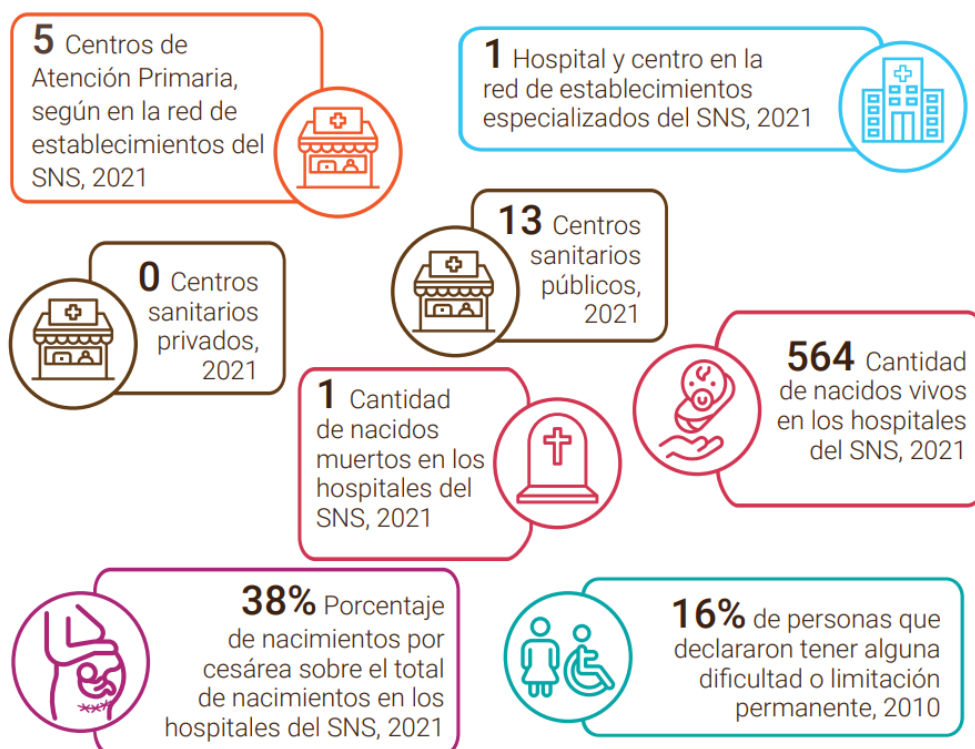 5 Centros de
Atención Primaria,
según en la red de
establecimientos del
SNS, 2021
1 Hospital y centro en la
red de establecimientos
especializados del SNS, 2021
0 Centros
sanitarios
privados,
2021
13 Centros
sanitarios
públicos,
2021
1 Cantidad
de nacidos
muertos en los
hospitales del
SNS, 2021
564 Cantidad
de nacidos vivos
en los hospitales
del SNS, 2021
38% Porcentaje
de nacimientos por
cesárea sobre el total
de nacimientos en los
hospitales del SNS, 2021
16% de personas que
declararon tener alguna
dificultad o limitación
permanente, 2010